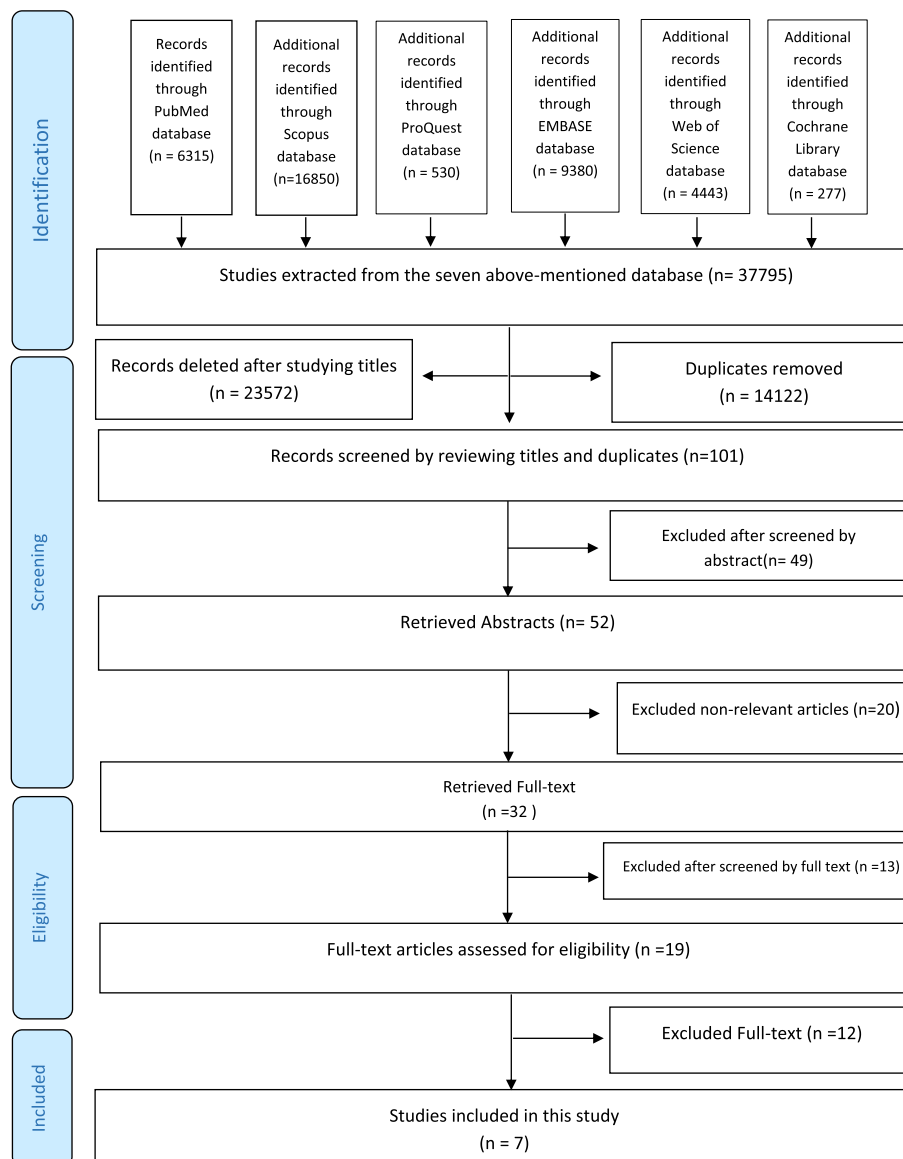 Identification
Records
identified
through
PubMed
database
(n = 6315)
Additional
records
identified
through
Scopus
database
(n=16850)
Additional
records
identified
through
ProQuest
database
(n = 530)
Additional
records
identified
through
EMBASE
database
(n = 9380)
Additional
records
identified
through
Web of
Science
database
(n = 4443)
Additional
records
identified
through
Cochrane
Library
database
(n = 277)
Studies extracted from the seven above-mentioned database (n= 37795)
Screening
Records deleted after studying titles
(n = 23572)
Duplicates removed
(n = 14122)
Records screened by reviewing titles and duplicates (n=101)
Excluded after screened by
abstract(n= 49)
Retrieved Abstracts (n= 52)
Excluded non-relevant articles (n=20)
Retrieved Full-text
(n =32 )
Eligibility
Excluded after screened by full text (n =13)
Full-text articles assessed for eligibility (n =19)
Excluded Full-text (n =12)
Included
Studies included in this study
(n = 7)